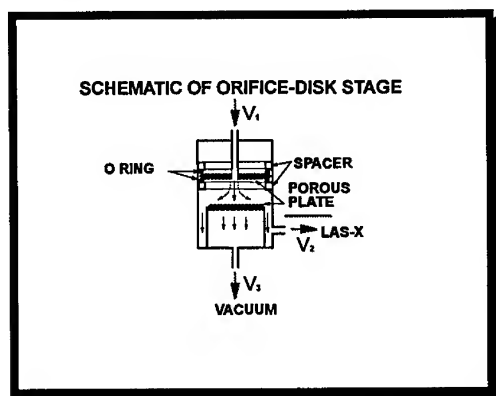 SCHEMATIC OF ORIFICE-DISK STAGE
V₁
O RING
SPACER
POROUS
PLATE
LAS-X
V₂
V₃
VACUUM